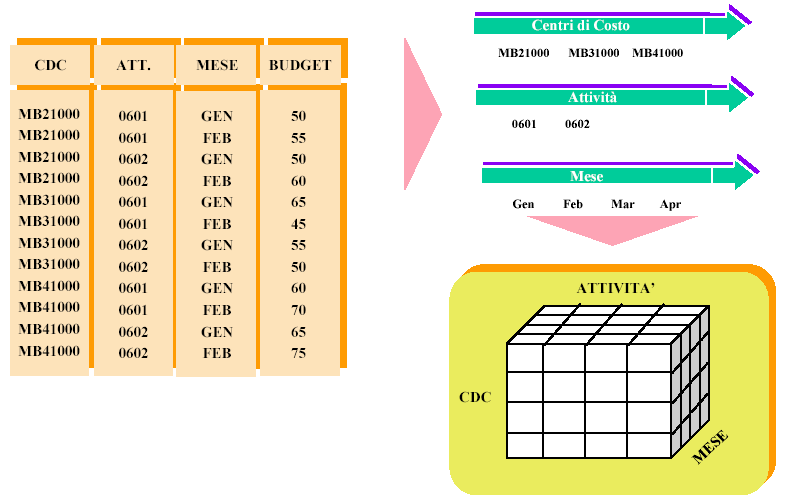 CDC ATT. MESE BUDGET
MB21000 0601 GEN 50
MB21000 0601 FEB 55
MB21000 0602 GEN 50
MB21000 0602 FEB 60
MB31000 0601 GEN 65
MB31000 0601 FEB 45
MB31000 0602 GEN 55
MB31000 0602 FEB 50
MB41000 0601 GEN 60
MB41000 0601 FEB 70
MB41000 0602 GEN 65
MB41000 0602 FEB 75
Centri di Costo
MB21000 MB31000 MB41000
Attività
0601 0602
Mese
Gen Feb Mar Apr
ATTIVITA’
CDC
MESE